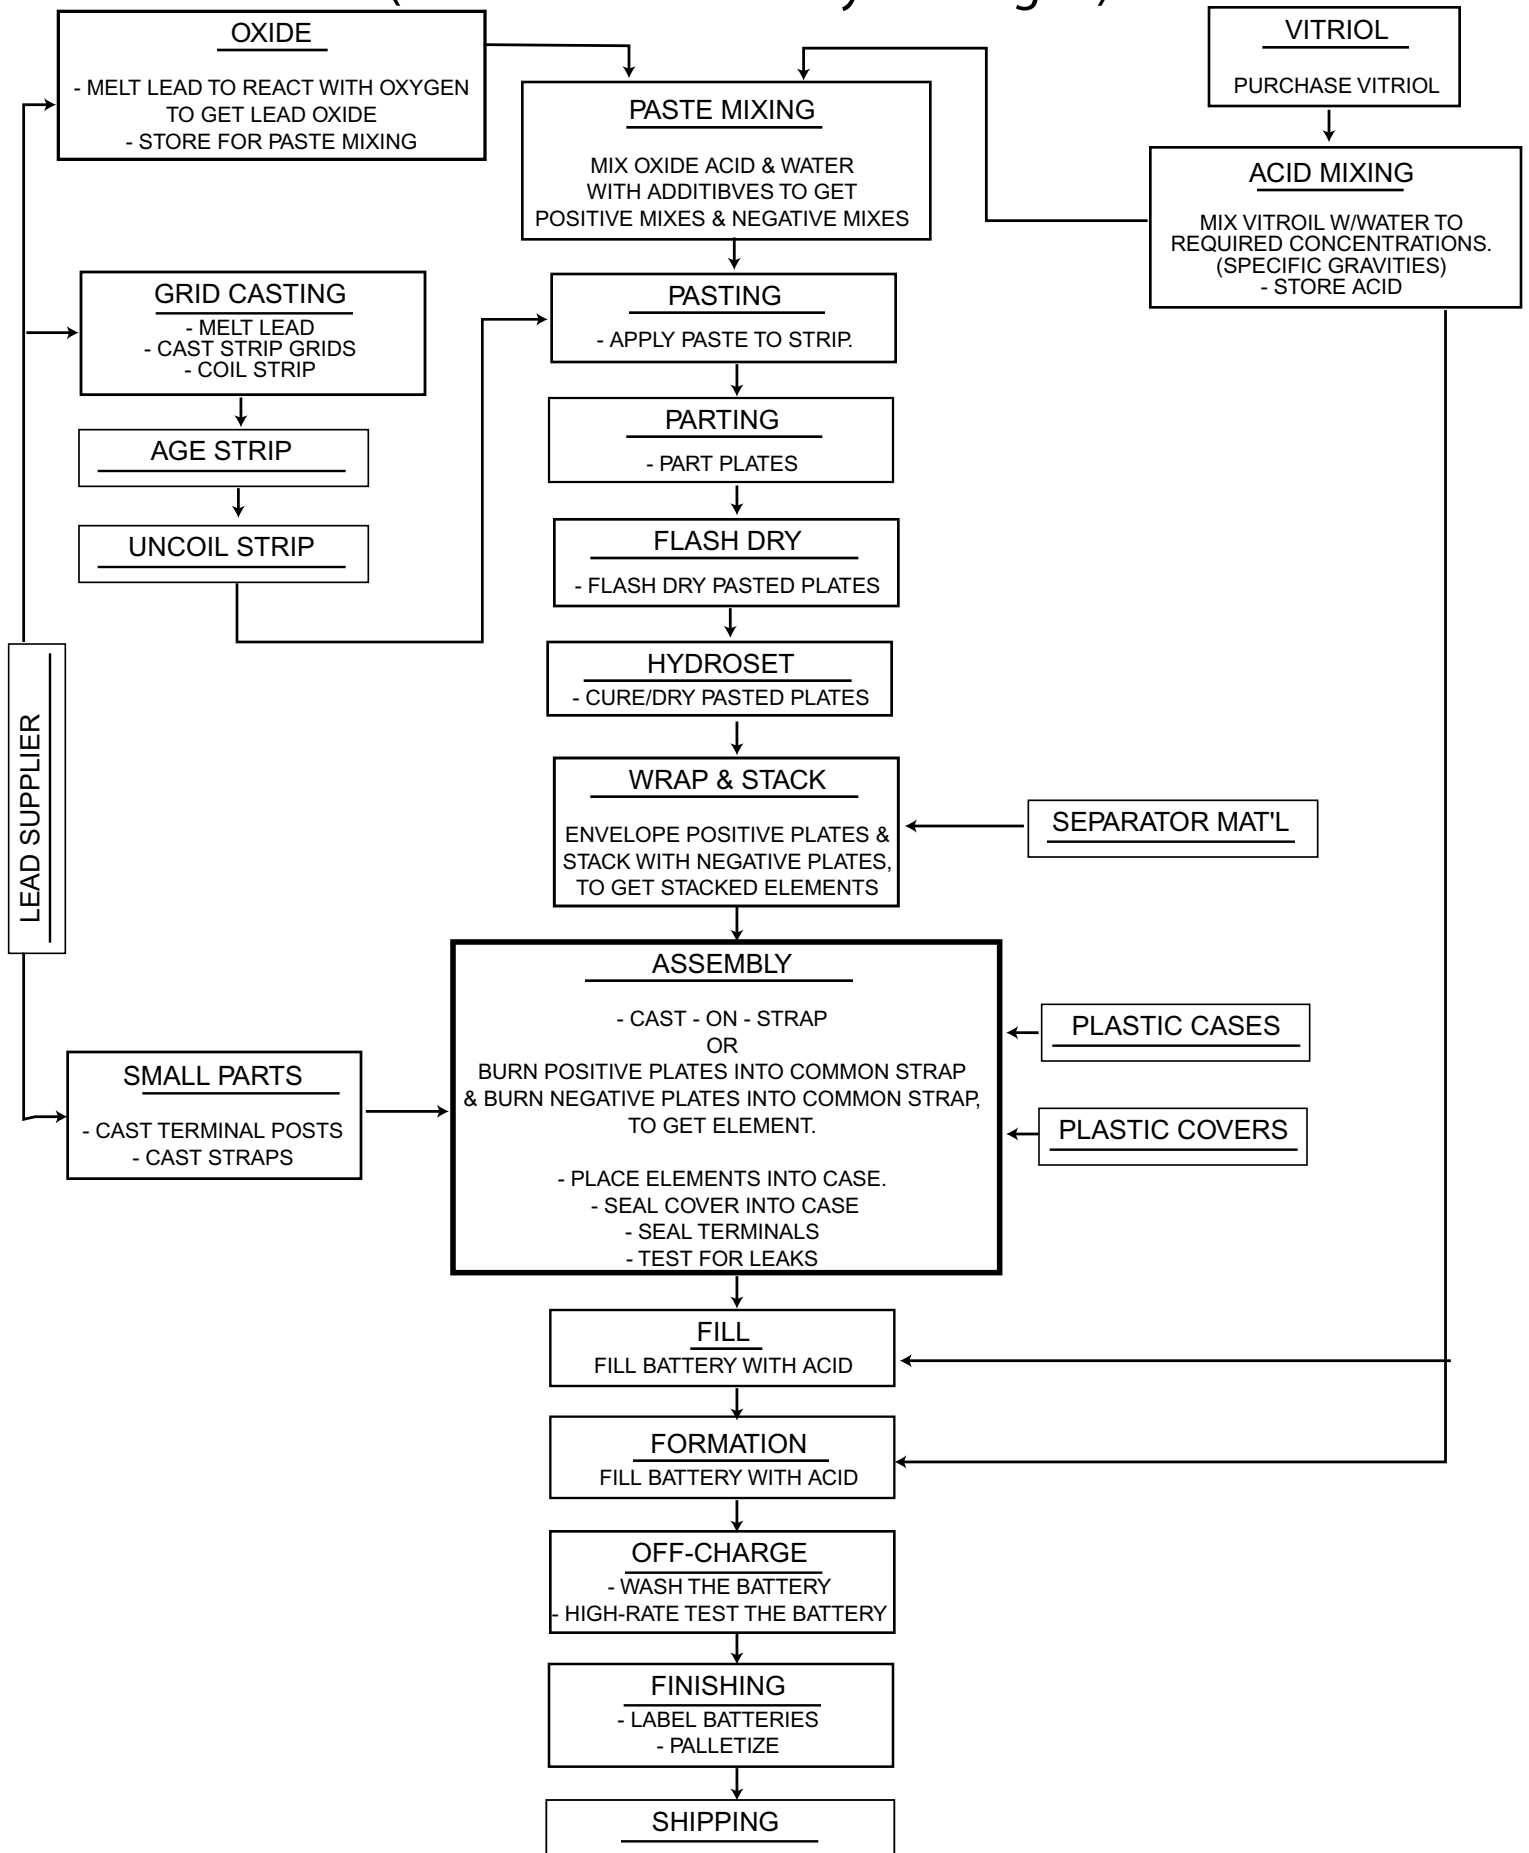 OXIDE
- MELT LEAD TO REACT WITH OXYGEN
TO GET LEAD OXIDE
- STORE FOR PASTE MIXING
PASTE MIXING
MIX OXIDE ACID & WATER
WITH ADDITIBVES TO GET
POSITIVE MIXES & NEGATIVE MIXES
VITRIOL
PURCHASE VITRIOL
ACID MIXING
MIX VITROIL W/WATER TO
REQUIRED CONCENTRATIONS.
(SPECIFIC GRAVITIES)
- STORE ACID
GRID CASTING
- MELT LEAD
- CAST STRIP GRIDS
- COIL STRIP
AGE STRIP
UNCOIL STRIP
PASTING
- APPLY PASTE TO STRIP.
PARTING
- PART PLATES
FLASH DRY
- FLASH DRY PASTED PLATES
HYDROSET
- CURE/DRY PASTED PLATES
LEAD SUPPLIER
WRAP & STACK
ENVELOPE POSITIVE PLATES &
STACK WITH NEGATIVE PLATES,
TO GET STACKED ELEMENTS
SEPARATOR MAT'L
ASSEMBLY
- CAST - ON - STRAP
OR
BURN POSITIVE PLATES INTO COMMON STRAP
& BURN NEGATIVE PLATES INTO COMMON STRAP,
TO GET ELEMENT.
- PLACE ELEMENTS INTO CASE.
- SEAL COVER INTO CASE
- SEAL TERMINALS
- TEST FOR LEAKS
PLASTIC CASES
PLASTIC COVERS
SMALL PARTS
- CAST TERMINAL POSTS
- CAST STRAPS
FILL
FILL BATTERY WITH ACID
FORMATION
FILL BATTERY WITH ACID
OFF-CHARGE
- WASH THE BATTERY
- HIGH-RATE TEST THE BATTERY
FINISHING
- LABEL BATTERIES
- PALLETIZE
SHIPPING